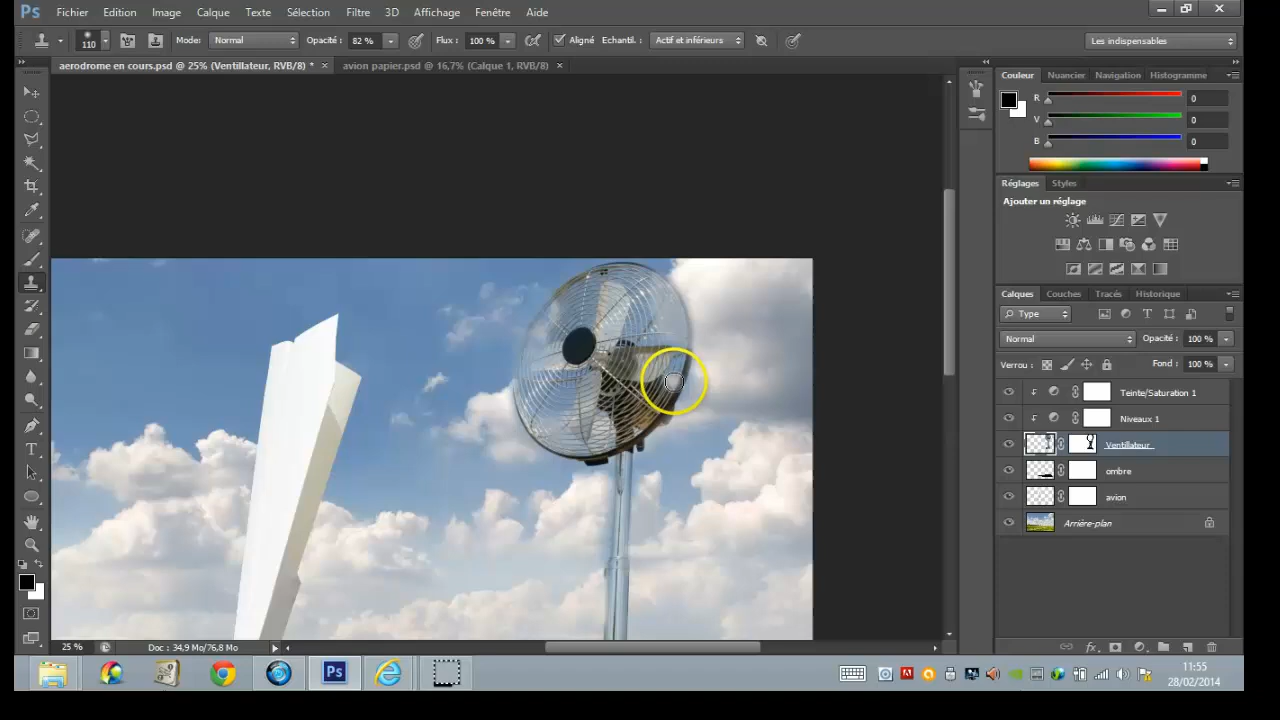 Ps Fichier Edition Image Calque Texte Sélection Filtre 3D Affichage Fenêtre Aide
110 Mode: Normal Opacité : 82 % Flux : 100 % Aligné Echantil. : Actif et inférieurs Les indispensables
aerodrome en cours.psd @ 25% (Ventillateur, RVB/8) * × avion papier.psd @ 16,7% (Calque 1, RVB/8) ×
Couleur Nuancier Navigation Histogramme
R 0
V 0
B 0
Réglages Styles
Ajouter un réglage
Calques Couches Tracés Historique
Type
Normal Opacité : 100 %
Verrou : Fond : 100 %
Teinte/Saturation 1
Niveaux 1
Ventillateur
ombre
avion
Arrière-plan
25 % Doc : 34,9 Mo/76,8 Mo
Ps
11:55
28/02/2014